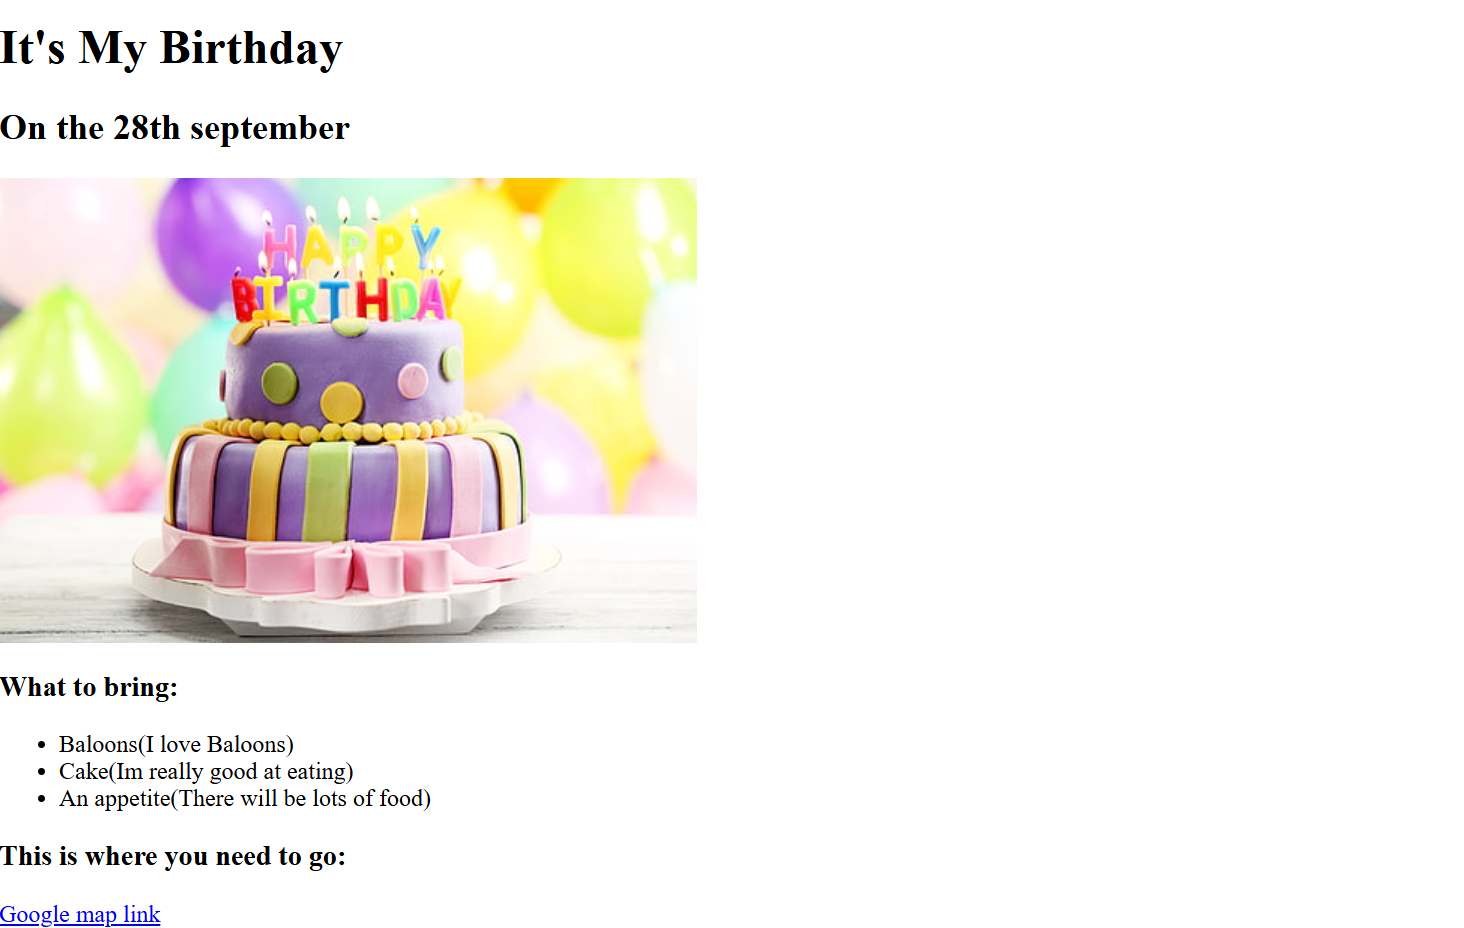 It's My Birthday
On the 28th september
HAPPY
BIRTHDAY
What to bring:
Baloons(I love Baloons)
Cake(Im really good at eating)
An appetite(There will be lots of food)
This is where you need to go:
Google map link